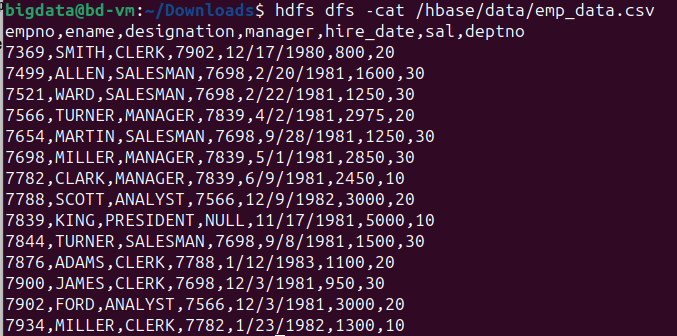 bigdata@bd-vm:~/Downloads$ hdfs dfs -cat /hbase/data/emp_data.csv
empno,ename,designation,manager,hire_date,sal,deptno
7369,SMITH,CLERK,7902,12/17/1980,800,20
7499,ALLEN,SALESMAN,7698,2/20/1981,1600,30
7521,WARD,SALESMAN,7698,2/22/1981,1250,30
7566,TURNER,MANAGER,7839,4/2/1981,2975,20
7654,MARTIN,SALESMAN,7698,9/28/1981,1250,30
7698,MILLER,MANAGER,7839,5/1/1981,2850,30
7782,CLARK,MANAGER,7839,6/9/1981,2450,10
7788,SCOTT,ANALYST,7566,12/9/1982,3000,20
7839,KING,PRESIDENT,NULL,11/17/1981,5000,10
7844,TURNER,SALESMAN,7698,9/8/1981,1500,30
7876,ADAMS,CLERK,7788,1/12/1983,1100,20
7900,JAMES,CLERK,7698,12/3/1981,950,30
7902,FORD,ANALYST,7566,12/3/1981,3000,20
7934,MILLER,CLERK,7782,1/23/1982,1300,10